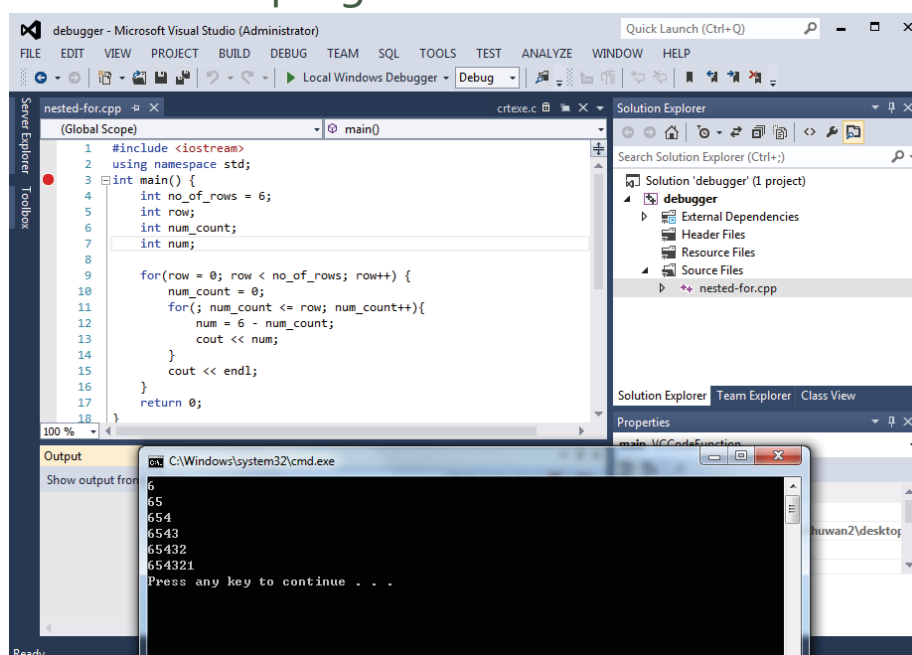 debugger - Microsoft Visual Studio (Administrator)
Quick Launch (Ctrl+Q)
FILE EDIT VIEW PROJECT BUILD DEBUG TEAM SQL TOOLS TEST ANALYZE WINDOW HELP
Local Windows Debugger Debug
Server Explorer
Toolbox
nested-for.cpp
crtexe.c
(Global Scope)
main()
1 #include <iostream>
2 using namespace std;
3 int main() {
4 int no_of_rows = 6;
5 int row;
6 int num_count;
7 int num;
8
9 for(row = 0; row < no_of_rows; row++) {
10 num_count = 0;
11 for(; num_count <= row; num_count++){
12 num = 6 - num_count;
13 cout << num;
14 }
15 cout << endl;
16 }
17 return 0;
18 }
100 %
Solution Explorer
Search Solution Explorer (Ctrl+;)
Solution 'debugger' (1 project)
debugger
External Dependencies
Header Files
Resource Files
Source Files
nested-for.cpp
Solution Explorer Team Explorer Class View
Properties
main VCCodeFunction
huwan2\desktop
Output
Show output from
C:\Windows\system32\cmd.exe
6
65
654
6543
65432
654321
Press any key to continue . . .
Ready